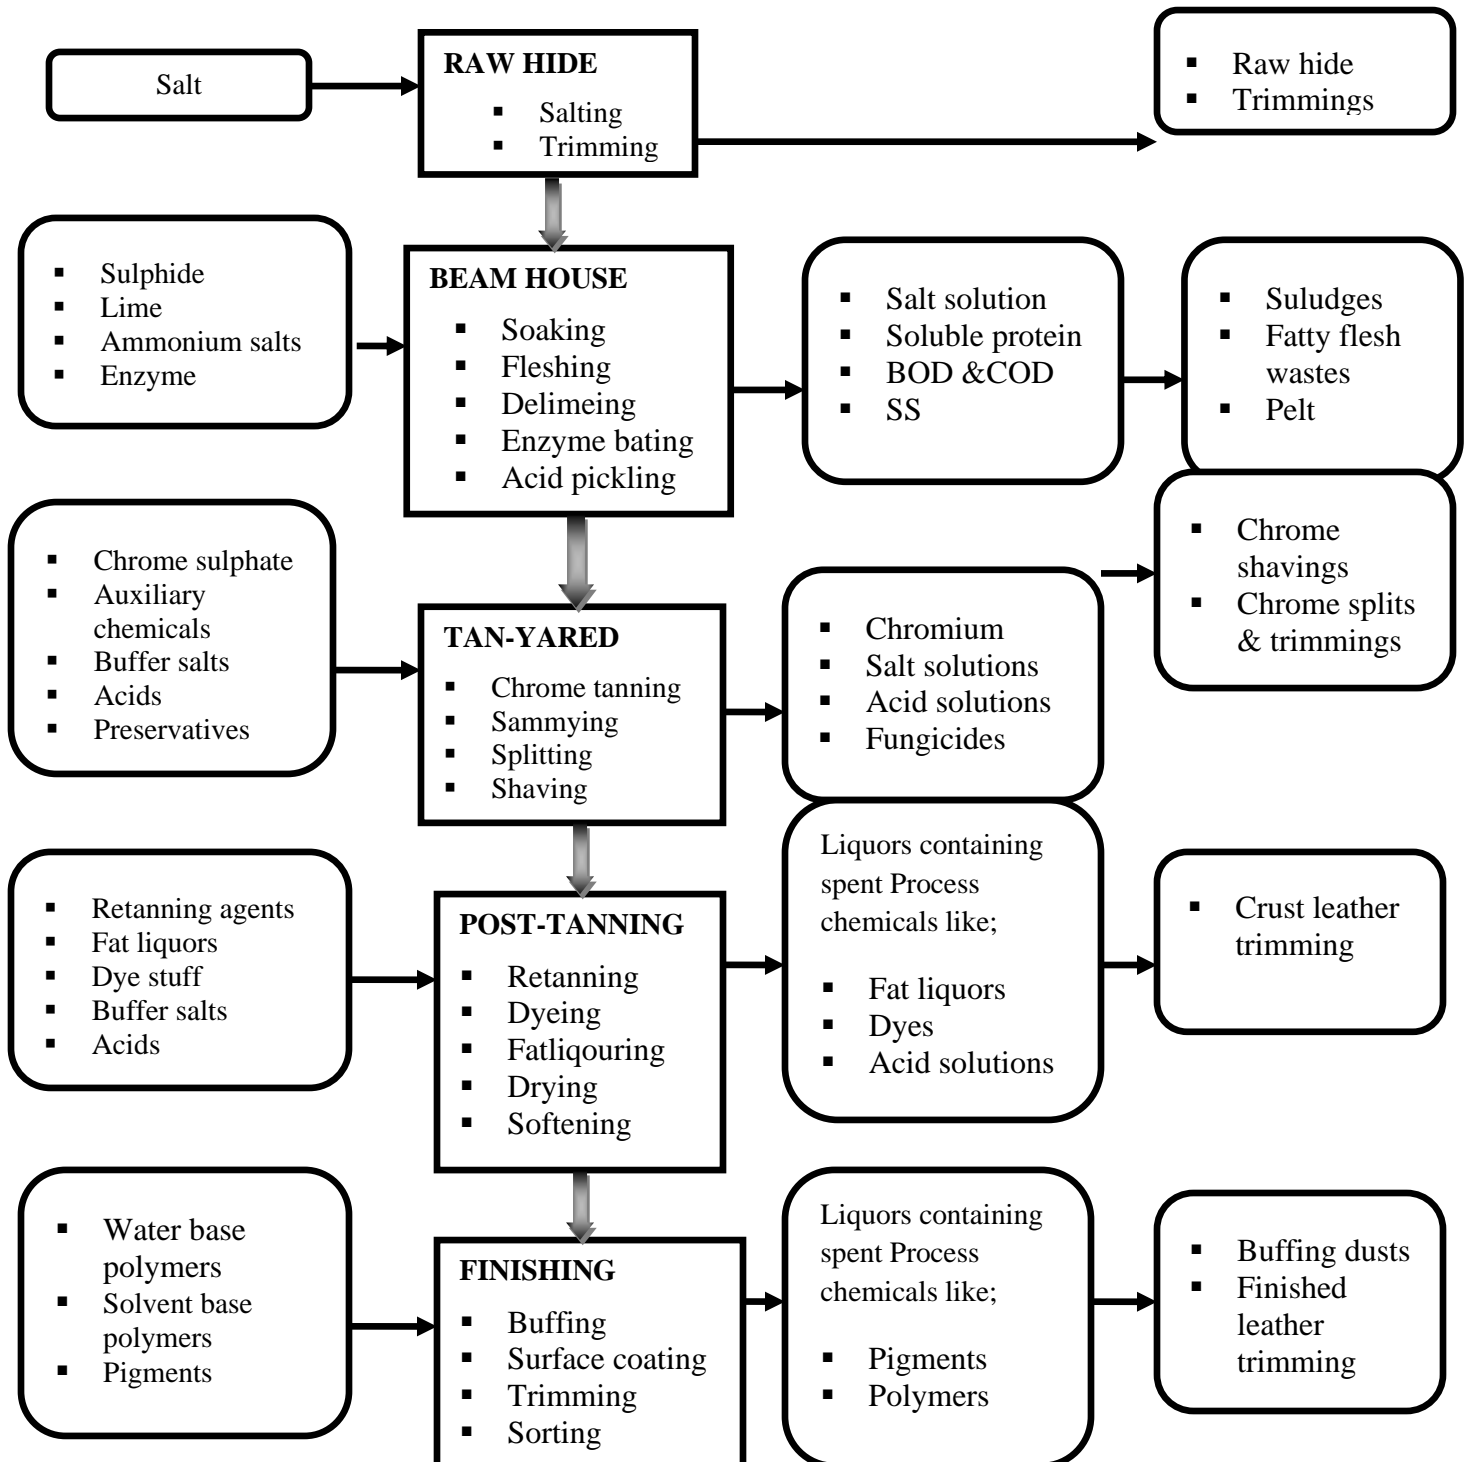 Salt
RAW HIDE
▪ Salting
▪ Trimming
▪ Raw hide
▪ Trimmings
▪ Sulphide
▪ Lime
▪ Ammonium salts
▪ Enzyme
BEAM HOUSE
▪ Soaking
▪ Fleshing
▪ Delimeing
▪ Enzyme bating
▪ Acid pickling
▪ Salt solution
▪ Soluble protein
▪ BOD &COD
▪ SS
▪ Suludges
▪ Fatty flesh
wastes
▪ Pelt
▪ Chrome sulphate
▪ Auxiliary
chemicals
▪ Buffer salts
▪ Acids
▪ Preservatives
TAN-YARED
▪ Chrome tanning
▪ Sammying
▪ Splitting
▪ Shaving
▪ Chromium
▪ Salt solutions
▪ Acid solutions
▪ Fungicides
▪ Chrome
shavings
▪ Chrome splits
& trimmings
▪ Retanning agents
▪ Fat liquors
▪ Dye stuff
▪ Buffer salts
▪ Acids
POST-TANNING
▪ Retanning
▪ Dyeing
▪ Fatliqouring
▪ Drying
▪ Softening
Liquors containing
spent Process
chemicals like;
▪ Fat liquors
▪ Dyes
▪ Acid solutions
▪ Crust leather
trimming
▪ Water base
polymers
▪ Solvent base
polymers
▪ Pigments
FINISHING
▪ Buffing
▪ Surface coating
▪ Trimming
▪ Sorting
Liquors containing
spent Process
chemicals like;
▪ Pigments
▪ Polymers
▪ Buffing dusts
▪ Finished
leather
trimming